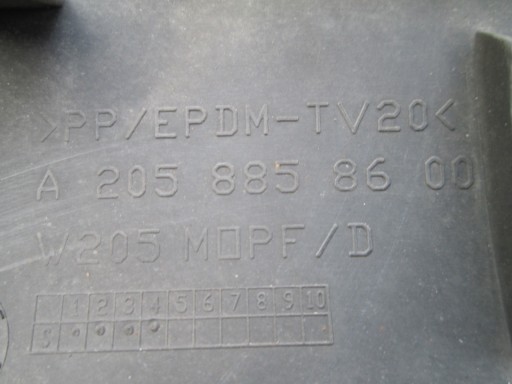 >PP/EPDM-TV20<
A 205 885 86 00
W205 MOPF/D
1 2 3 4 5 6 7 8 9 10
S